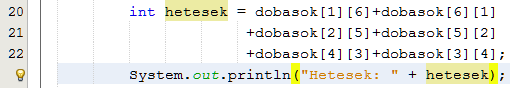 20 int hetesek = dobasok[1][6]+dobasok[6][1]
21 +dobasok[2][5]+dobasok[5][2]
22 +dobasok[4][3]+dobasok[3][4];
System.out.println("Hetesek: " + hetesek);